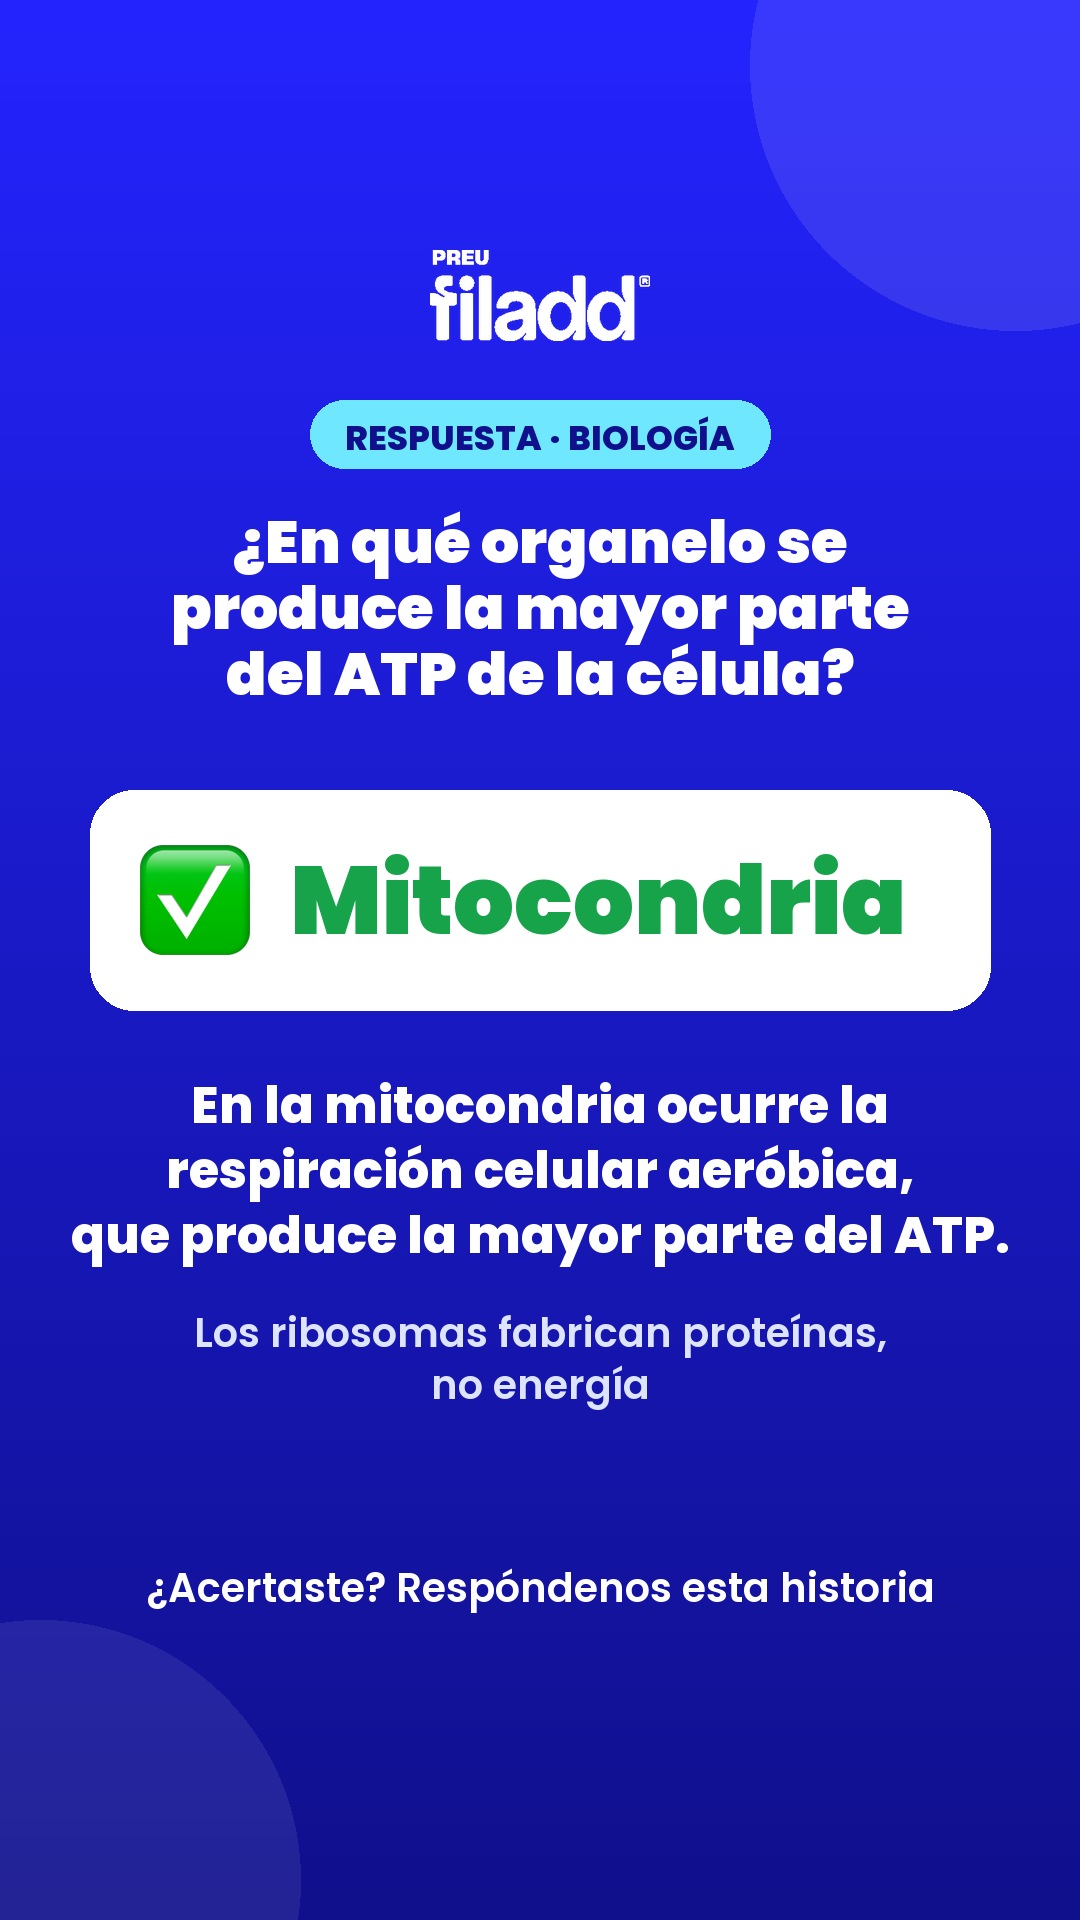 PREU
filadd®
RESPUESTA · BIOLOGÍA
¿En qué organelo se
produce la mayor parte
del ATP de la célula?
✅ Mitocondria
En la mitocondria ocurre la
respiración celular aeróbica,
que produce la mayor parte del ATP.
Los ribosomas fabrican proteínas,
no energía
¿Acertaste? Respóndenos esta historia